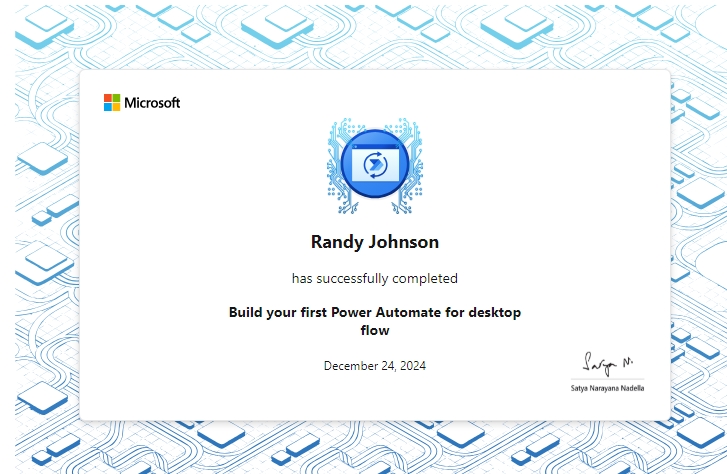 Microsoft
Randy Johnson
has successfully completed
Build your first Power Automate for desktop
flow
December 24, 2024
Satya N.
Satya Narayana Nadella